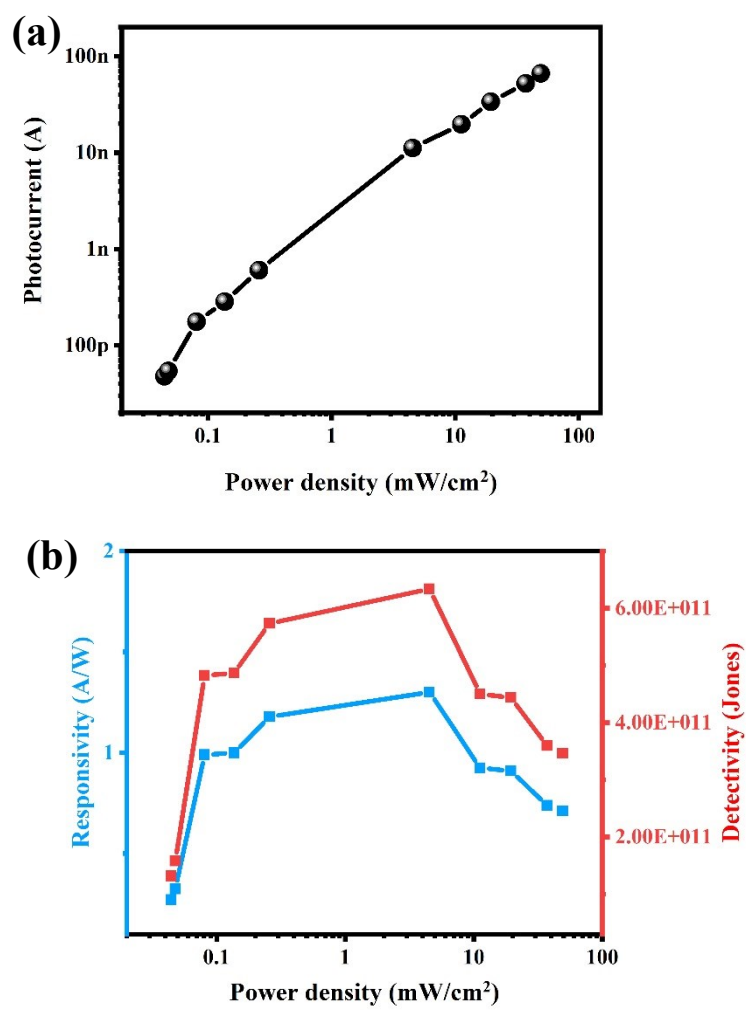 (a)
Photocurrent (A)
100n
10n
1n
100p
0.1 1 10 100
Power density (mW/cm²)
(b)
Responsivity (A/W)
2
1
6.00E+011
4.00E+011
2.00E+011
Detectivity (Jones)
0.1 1 10 100
Power density (mW/cm²)